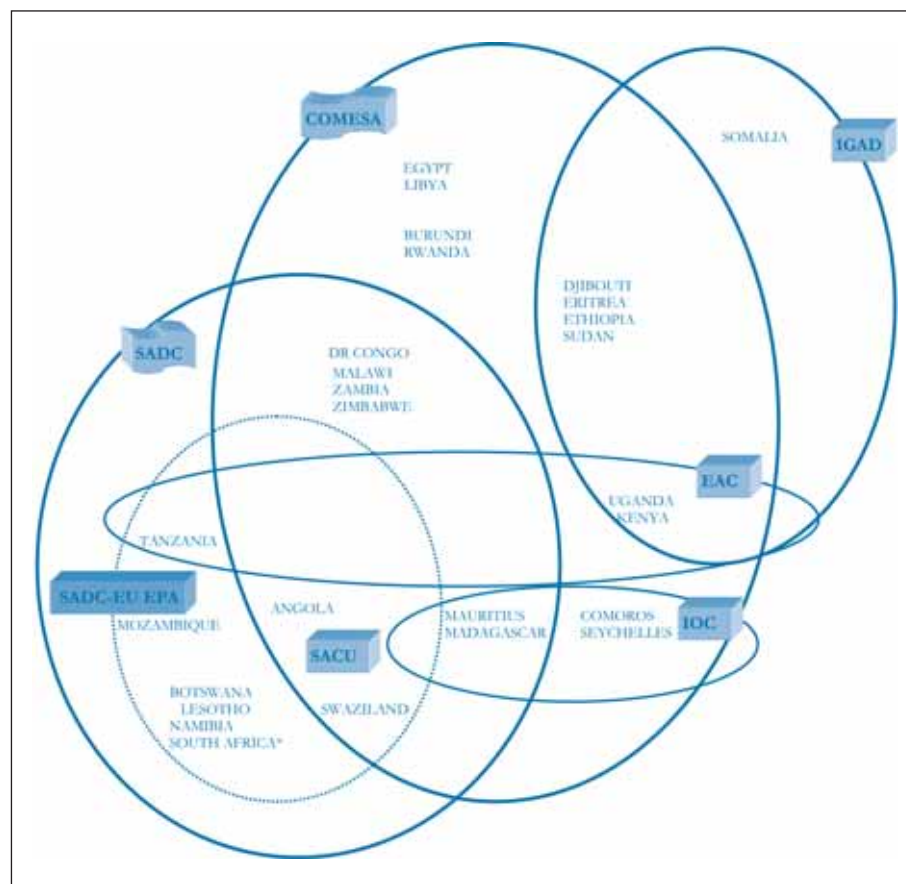 COMESA
SOMALIA
IGAD
EGYPT
LIBYA
BURUNDI
RWANDA
DJIBOUTI
ERITREA
ETHIOPIA
SUDAN
SADC
DR CONGO
MALAWI
ZAMBIA
ZIMBABWE
EAC
UGANDA
KENYA
TANZANIA
SADC-EU EPA
MOZAMBIQUE
ANGOLA
MAURITIUS
MADAGASCAR
COMOROS
SEYCHELLES
IOC
SACU
BOTSWANA
LESOTHO
NAMIBIA
SOUTH AFRICA*
SWAZILAND